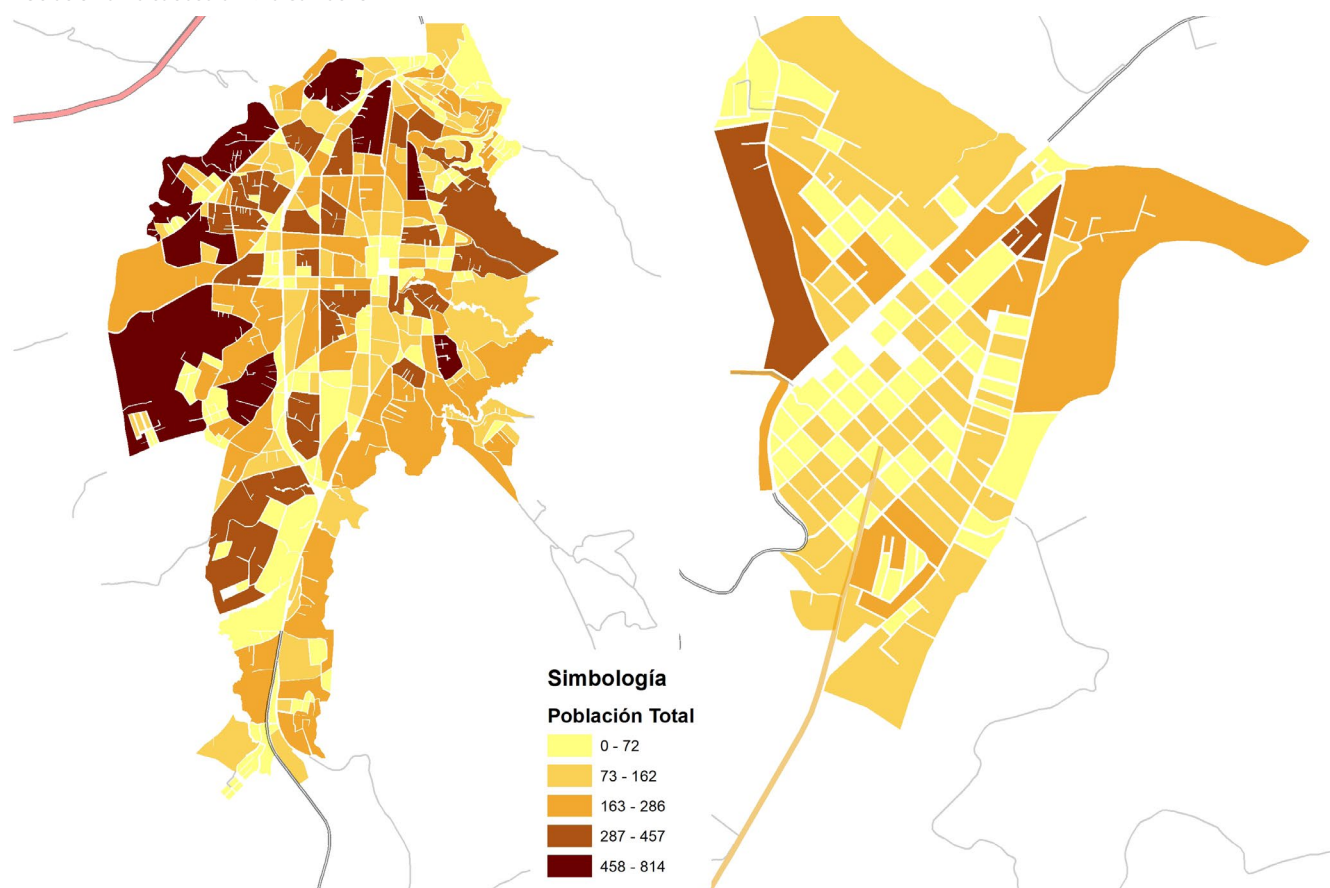 Simbología
Población Total
0 - 72
73 - 162
163 - 286
287 - 457
458 - 814